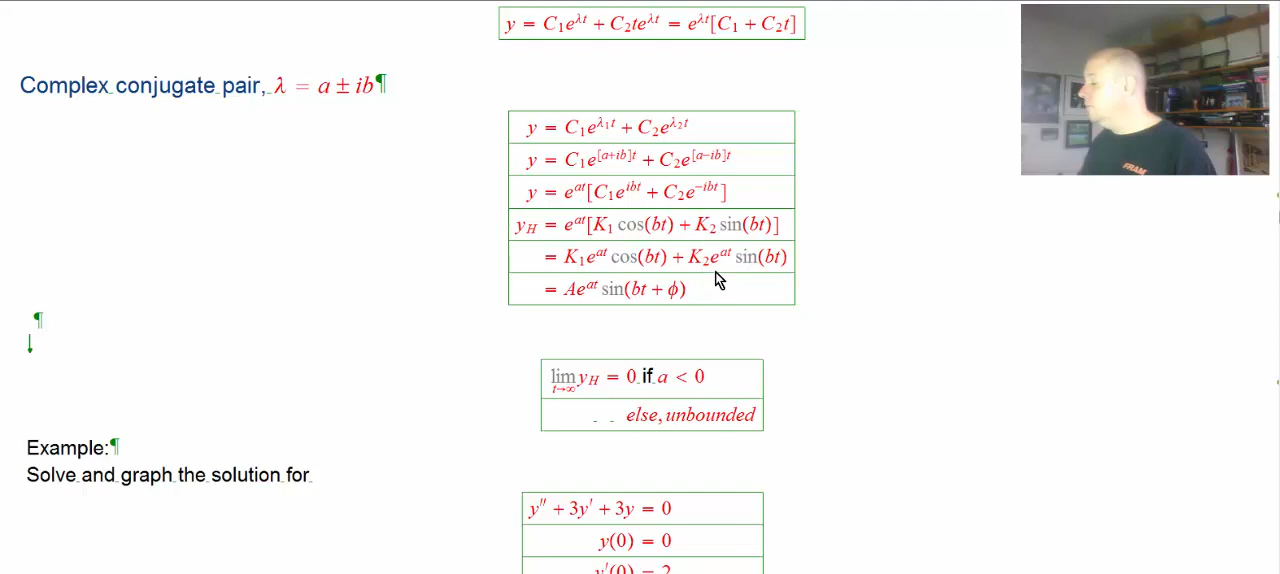 y = C₁e^{λt} + C₂te^{λt} = e^{λt}[C₁ + C₂t]
Complex conjugate pair, λ = a ± ib¶
y = C₁e^{λ₁t} + C₂e^{λ₂t}
y = C₁e^{[a+ib]t} + C₂e^{[a−ib]t}
y = e^{at}[C₁e^{ibt} + C₂e^{−ibt}]
y_H = e^{at}[K₁ cos(bt) + K₂ sin(bt)]
= K₁e^{at} cos(bt) + K₂e^{at} sin(bt)
= Ae^{at} sin(bt + ϕ)
¶
lim_{t→∞} y_H = 0 if a < 0
else, unbounded
Example:¶
Solve and graph the solution for
y″ + 3y′ + 3y = 0
y(0) = 0
y′(0) = 2
FRAM